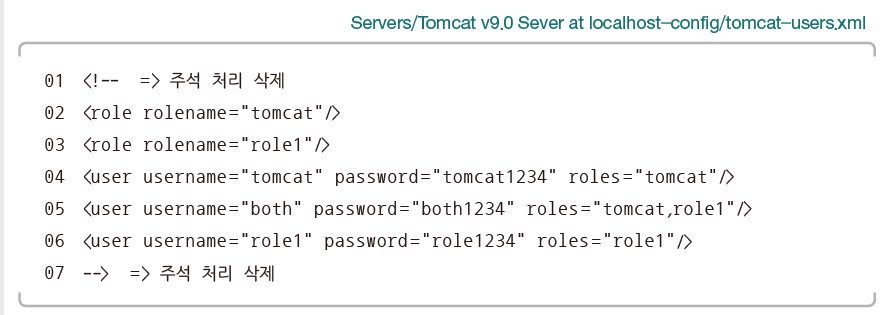 Servers/Tomcat v9.0 Sever at localhost-config/tomcat-users.xml
01 <!-- => 주석 처리 삭제
02 <role rolename="tomcat"/>
03 <role rolename="role1"/>
04 <user username="tomcat" password="tomcat1234" roles="tomcat"/>
05 <user username="both" password="both1234" roles="tomcat,role1"/>
06 <user username="role1" password="role1234" roles="role1"/>
07 --> => 주석 처리 삭제